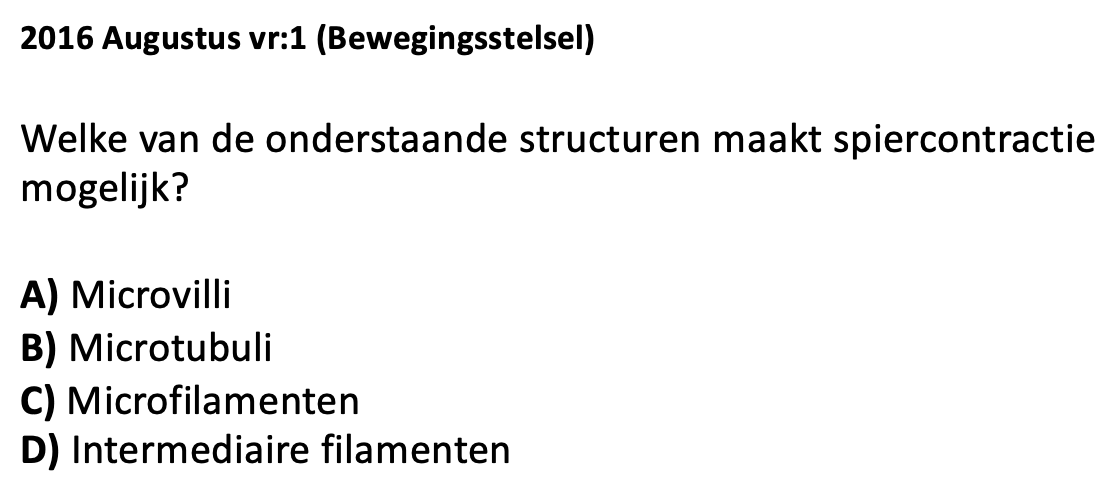 2016 Augustus vr:1 (Bewegingsstelsel)
Welke van de onderstaande structuren maakt spiercontractie
mogelijk?
A) Microvilli
B) Microtubuli
C) Microfilamenten
D) Intermediaire filamenten